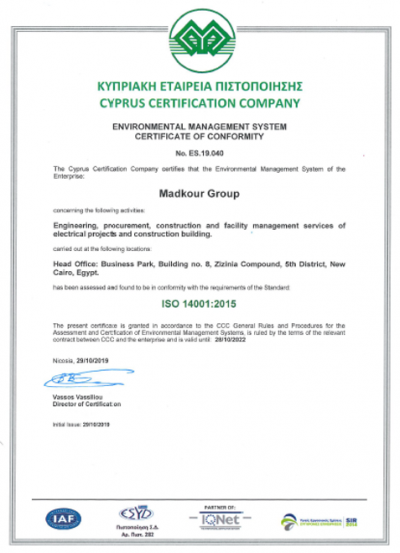 ΚΥΠΡΙΑΚΗ ΕΤΑΙΡΕΙΑ ΠΙΣΤΟΠΟΙΗΣΗΣ
CYPRUS CERTIFICATION COMPANY
ENVIRONMENTAL MANAGEMENT SYSTEM
CERTIFICATE OF CONFORMITY
No. ES.19.040
The Cyprus Certification Company certifies that the Environmental Management System of the
Enterprise:
Madkour Group
concerning the following activities:
Engineering, procurement, construction and facility management services of
electrical projects and construction building.
carried out at the following locations:
Head Office: Business Park, Building no. 8, Zizinia Compound, 5th District, New
Cairo, Egypt.
has been assessed and found to be in conformity with the requirements of the Standard:
ISO 14001:2015
The present certificate is granted in accordance to the CCC General Rules and Procedures for the
Assessment and Certification of Environmental Management Systems, is ruled by the terms of the relevant
contract between CCC and the enterprise and is valid until: 28/10/2022
Nicosia, 29/10/2019
Vassos Vassiliou
Director of Certification
Initial Issue: 29/10/2019
IAF
ΕΣΥΔ
Πιστοποίηση Σ.Δ.
Αρ. Πιστ. 282
PARTNER OF:
IQNet